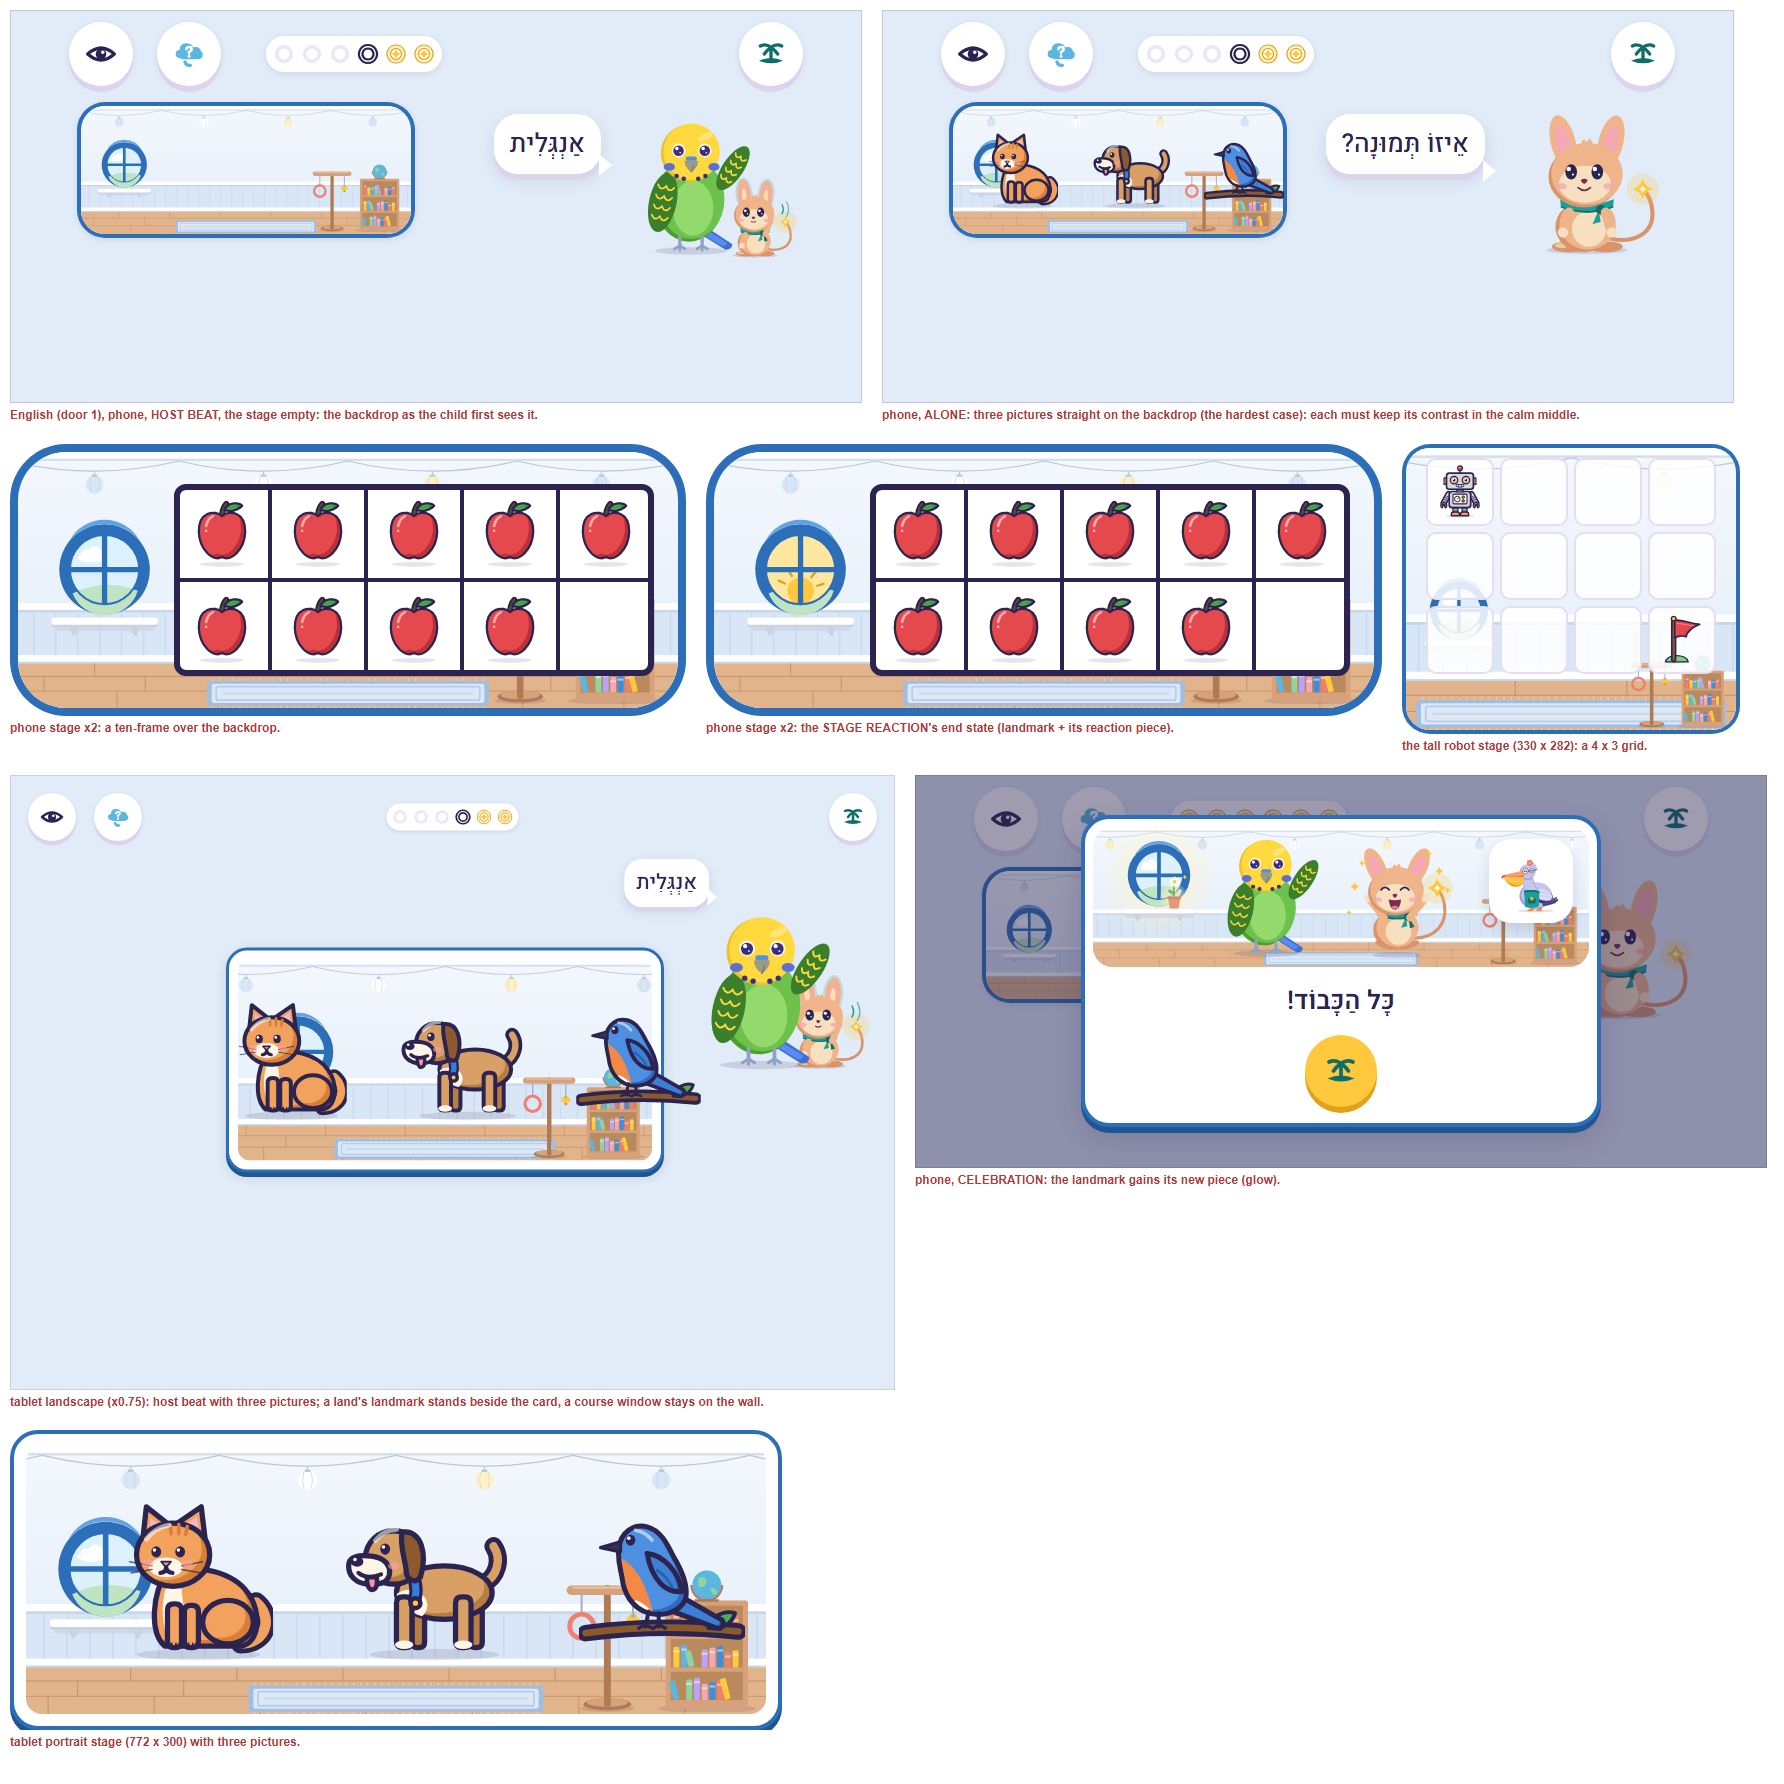 אַנְגְּלִית
אֵיזוֹ תְּמוּנָה?
English (door 1), phone, HOST BEAT, the stage empty: the backdrop as the child first sees it.
phone, ALONE: three pictures straight on the backdrop (the hardest case): each must keep its contrast in the calm middle.
phone stage x2: a ten-frame over the backdrop.
phone stage x2: the STAGE REACTION's end state (landmark + its reaction piece).
the tall robot stage (330 x 282): a 4 x 3 grid.
אַנְגְּלִית
כׇּל הַכָּבוֹד!
phone, CELEBRATION: the landmark gains its new piece (glow).
tablet landscape (x0.75): host beat with three pictures; a land's landmark stands beside the card, a course window stays on the wall.
tablet portrait stage (772 x 300) with three pictures.